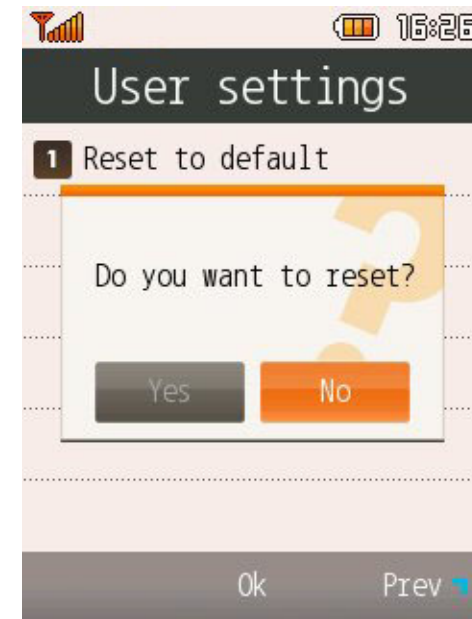 16:26
User settings
1 Reset to default
Do you want to reset?
Yes No
Ok Prev